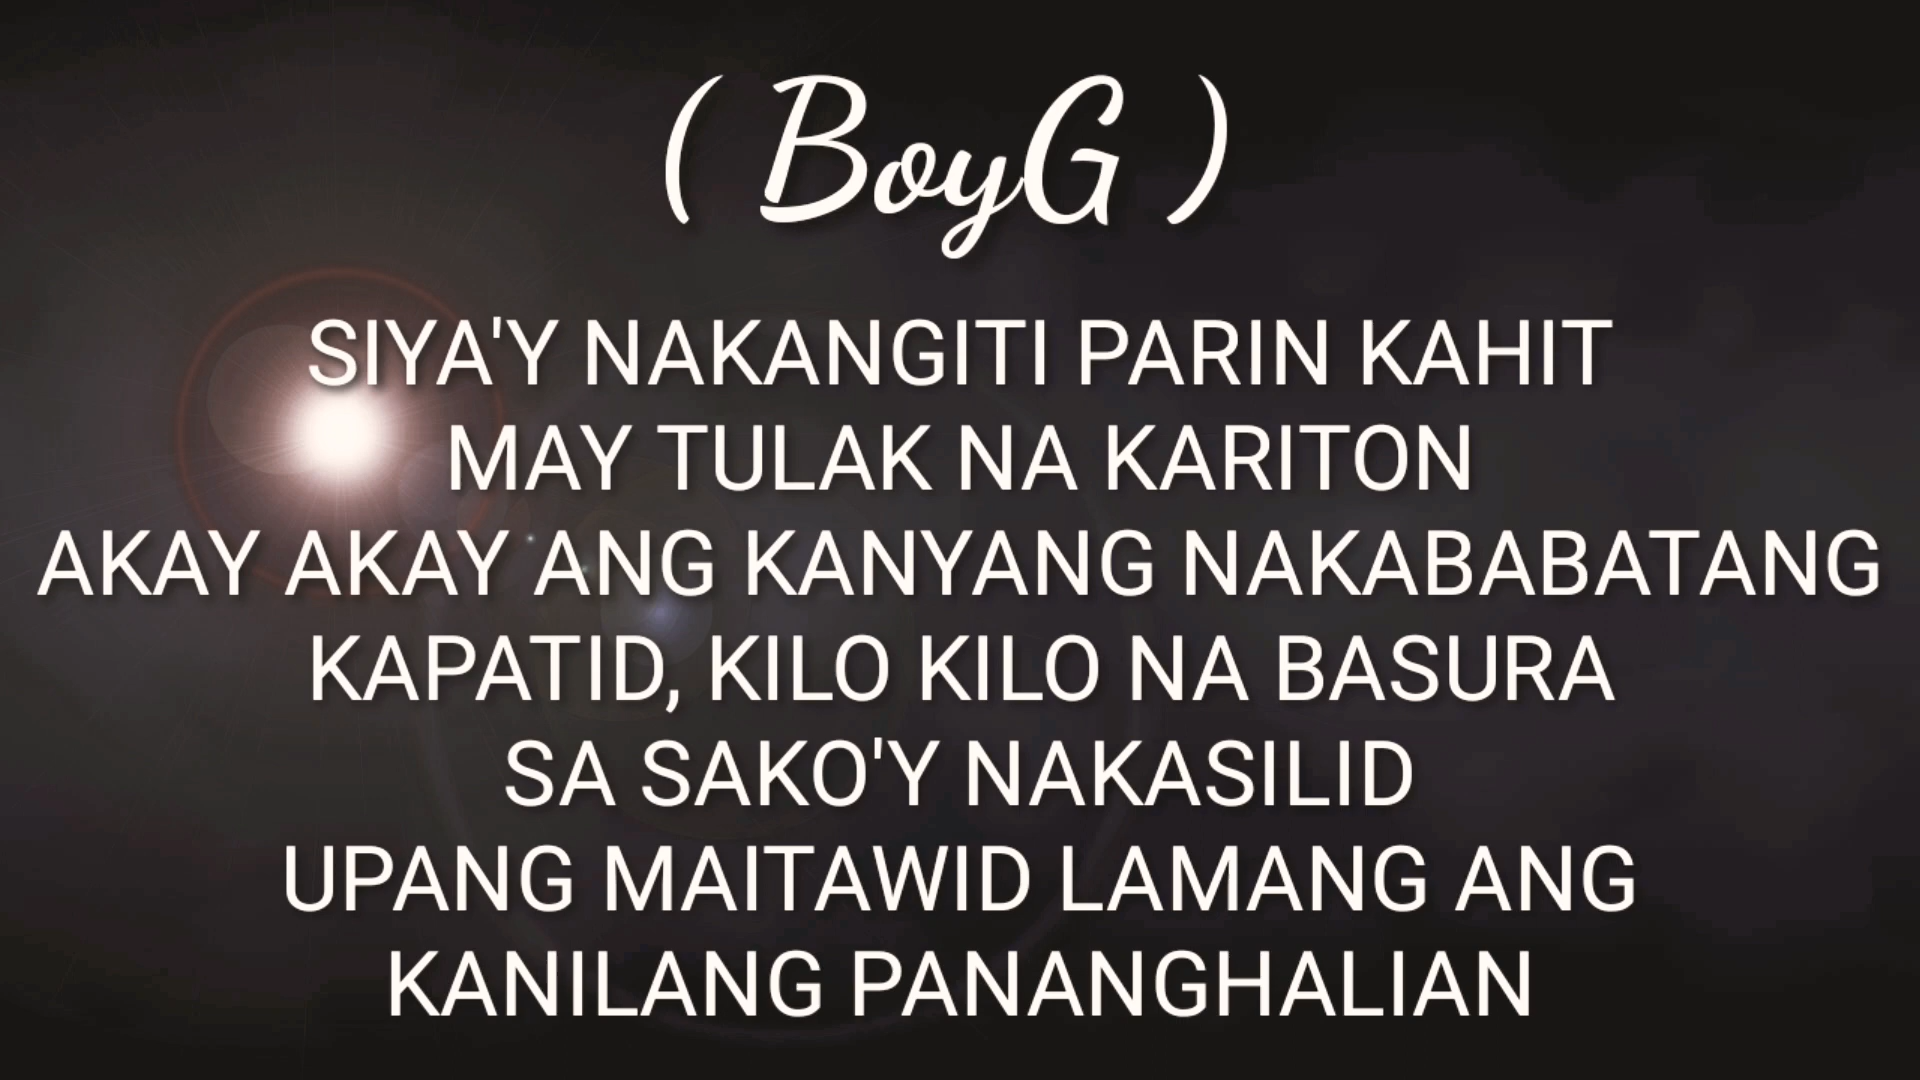 ( BoyG )
SIYA'Y NAKANGITI PARIN KAHIT
MAY TULAK NA KARITON
AKAY AKAY ANG KANYANG NAKABABATANG
KAPATID, KILO KILO NA BASURA
SA SAKO'Y NAKASILID
UPANG MAITAWID LAMANG ANG
KANILANG PANANGHALIAN